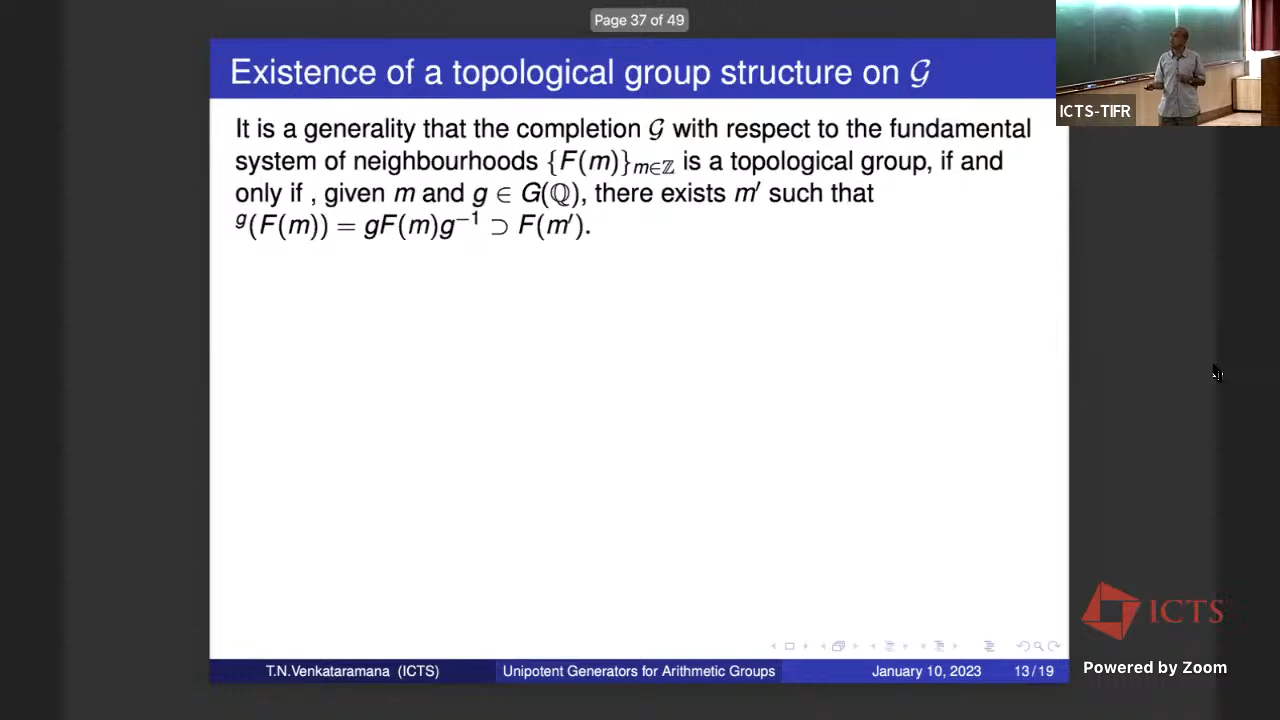 Page 37 of 49
Existence of a topological group structure on 𝒢
It is a generality that the completion 𝒢 with respect to the fundamental
system of neighbourhoods {F(m)}ₘ∈ℤ is a topological group, if and
only if , given m and g ∈ G(ℚ), there exists m′ such that
ᵍ(F(m)) = gF(m)g⁻¹ ⊃ F(m′).
ICTS-TIFR
ICTS
Powered by Zoom
T.N.Venkataramana (ICTS) Unipotent Generators for Arithmetic Groups January 10, 2023 13 / 19